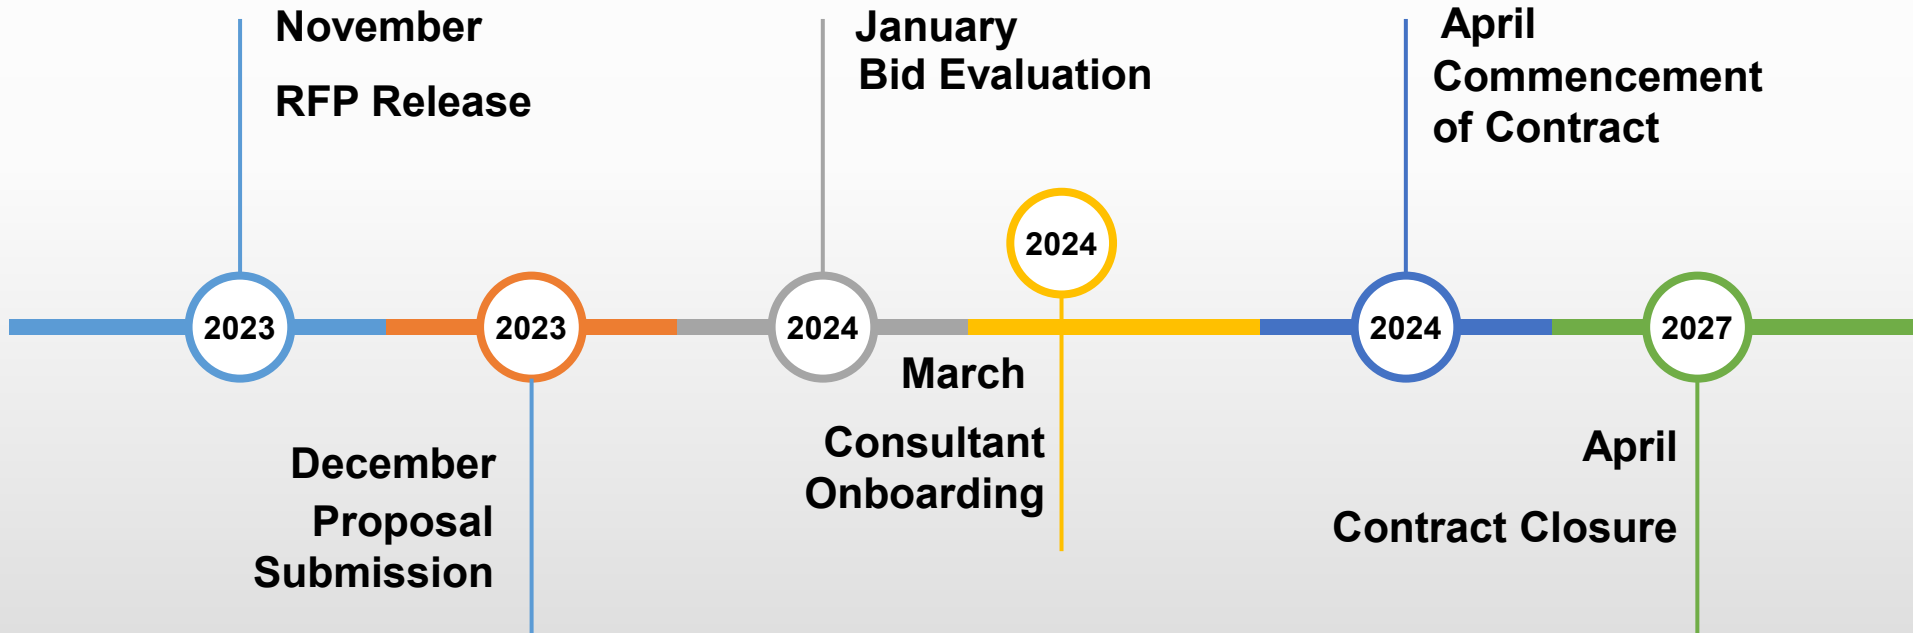 November
RFP Release
2023
December
Proposal
Submission
2023
January
Bid Evaluation
2024
March
Consultant
Onboarding
2024
April
Commencement
of Contract
2024
April
Contract Closure
2027